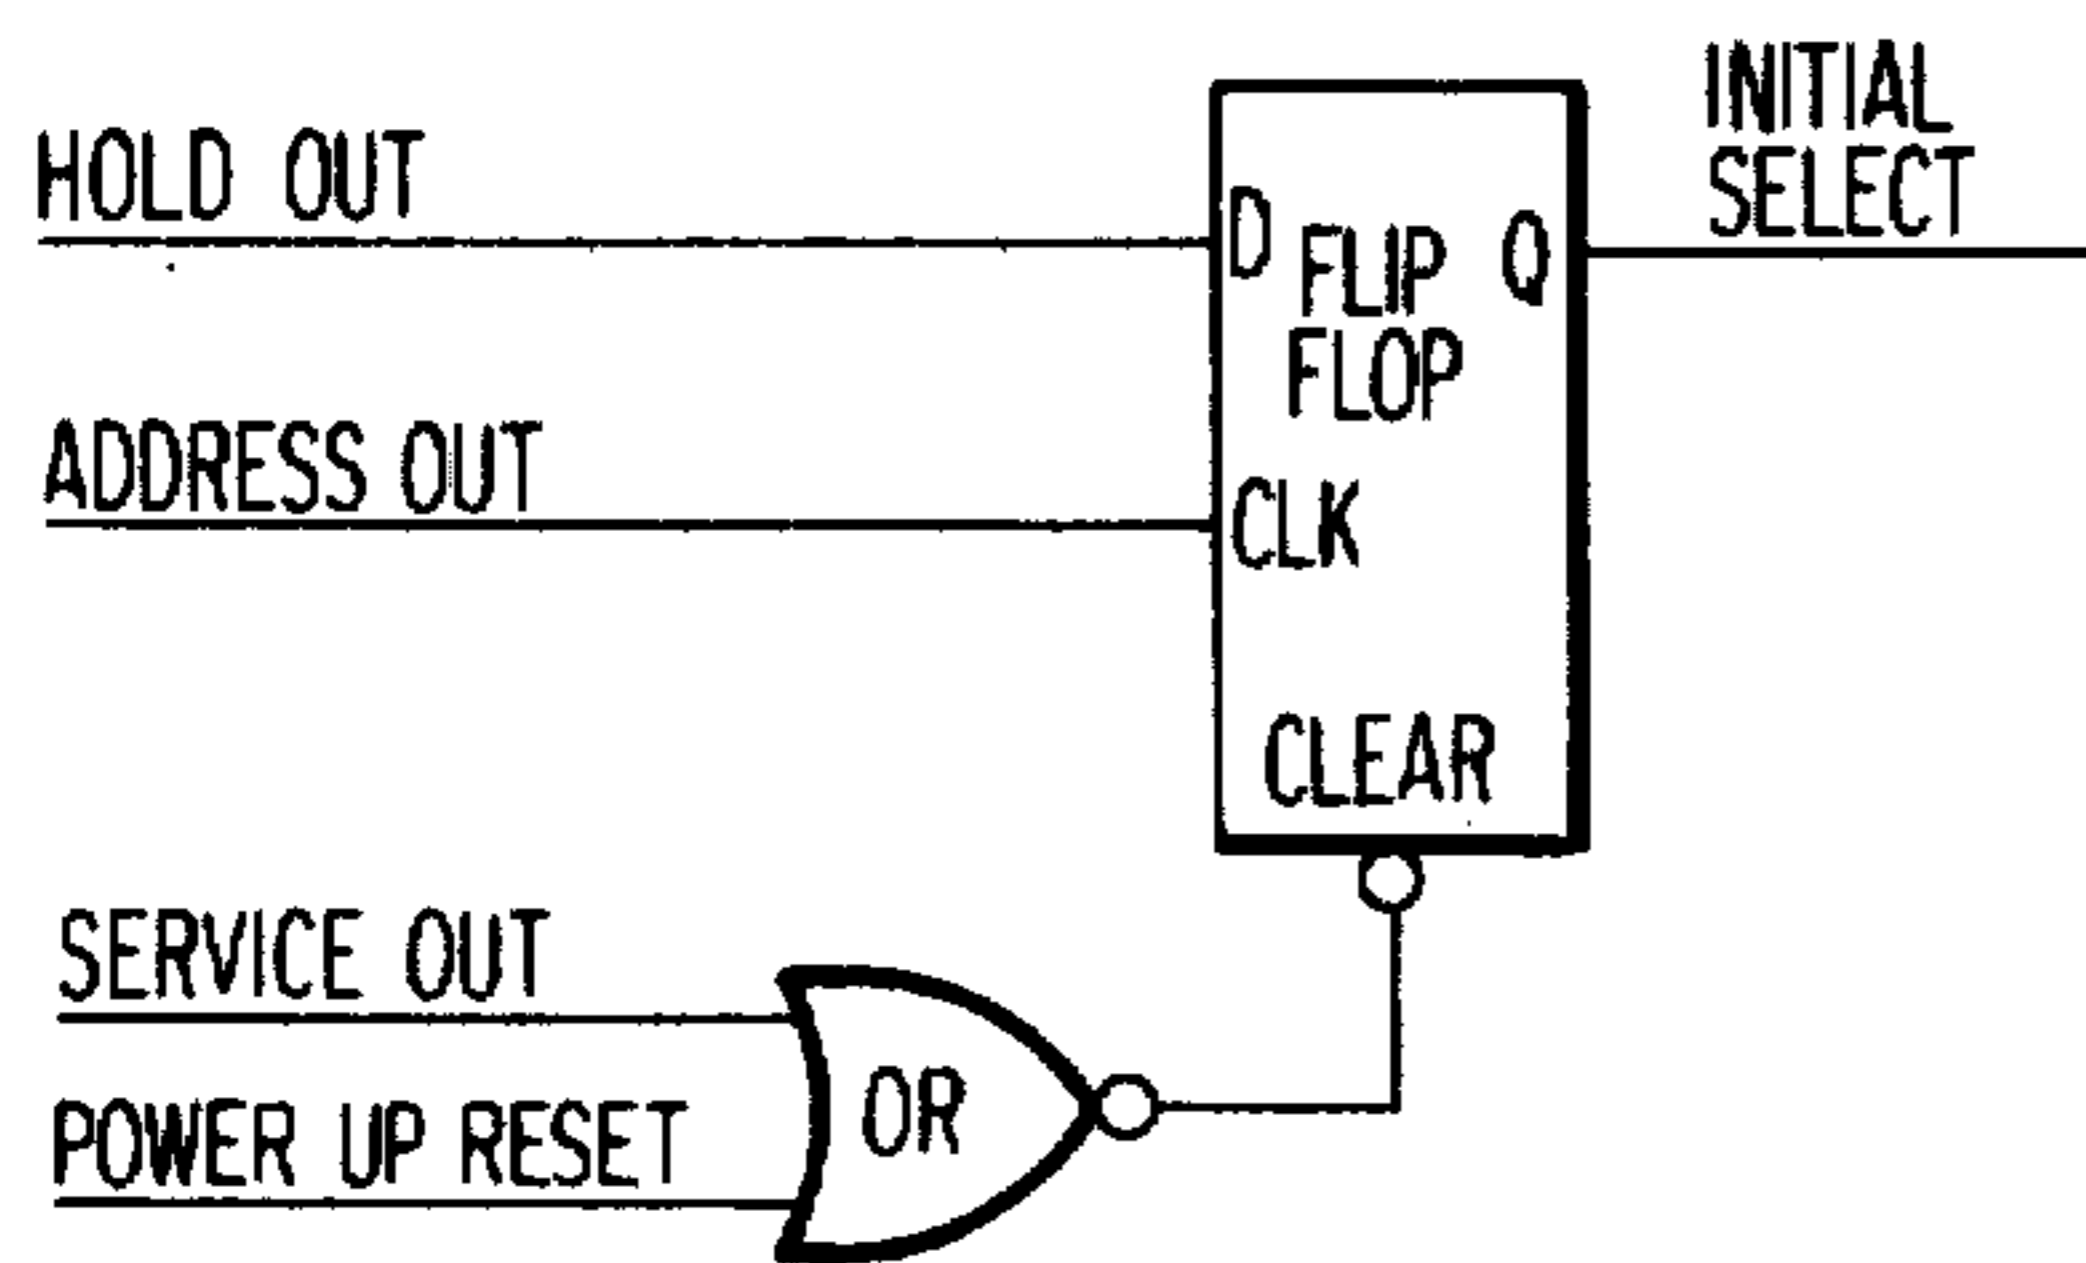 HOLD OUT
INITIAL
SELECT
D
FLIP
FLOP
Q
ADDRESS OUT
CLK
CLEAR
SERVICE OUT
POWER UP RESET
OR